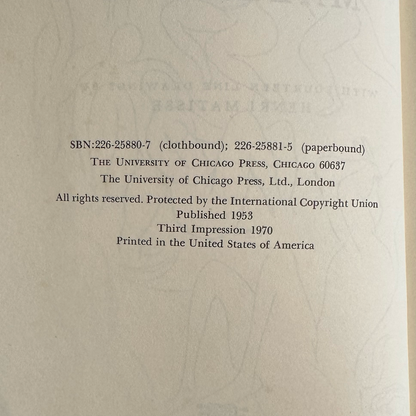 SBN:226-25880-7 (clothbound); 226-25881-5 (paperbound)
THE UNIVERSITY OF CHICAGO PRESS, CHICAGO 60637
The University of Chicago Press, Ltd., London
All rights reserved. Protected by the International Copyright Union
Published 1953
Third Impression 1970
Printed in the United States of America